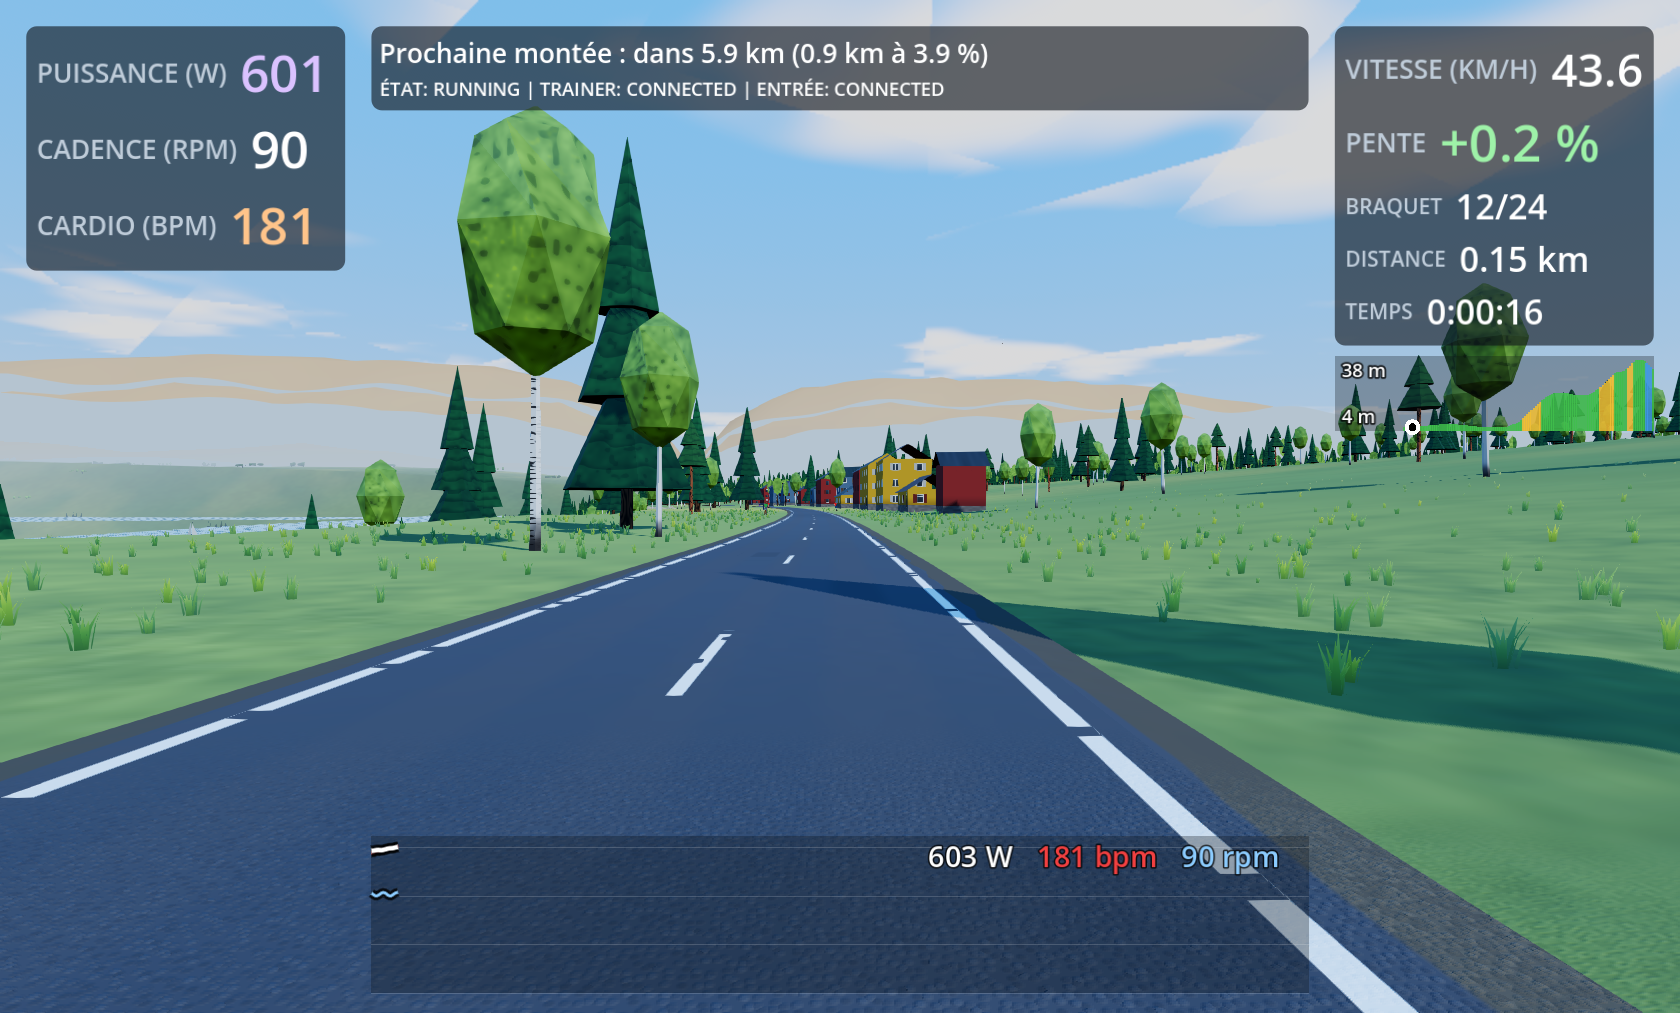 PUISSANCE (W) 601
CADENCE (RPM) 90
CARDIO (BPM) 181
Prochaine montée : dans 5.9 km (0.9 km à 3.9 %)
ÉTAT: RUNNING | TRAINER: CONNECTED | ENTRÉE: CONNECTED
VITESSE (KM/H) 43.6
PENTE +0.2 %
BRAQUET 12/24
DISTANCE 0.15 km
TEMPS 0:00:16
38 m
4 m
603 W 181 bpm 90 rpm